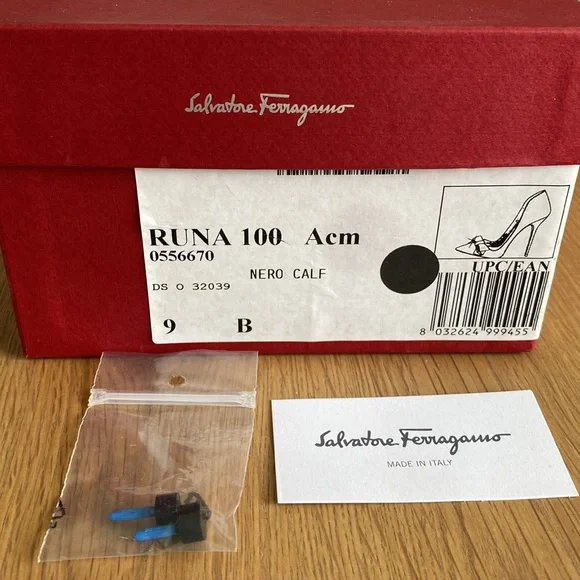 Salvatore Ferragamo
RUNA 100 Acm
0556670
NERO CALF
DS O 32039
9 B
UPC/EAN
8 032624 999455
Salvatore Ferragamo
MADE IN ITALY